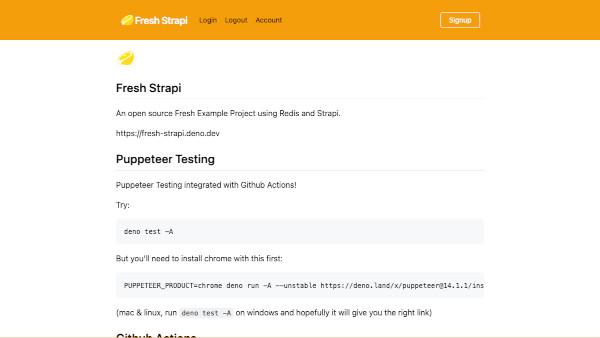 Fresh Strapi Login Logout Account Signup
Fresh Strapi
An open source Fresh Example Project using Redis and Strapi.
https://fresh-strapi.deno.dev
Puppeteer Testing
Puppeteer Testing integrated with Github Actions!
Try:
deno test -A
But you'll need to install chrome with this first:
PUPPETEER_PRODUCT=chrome deno run -A --unstable https://deno.land/x/puppeteer@14.1.1/ins
(mac & linux, run deno test -A on windows and hopefully it will give you the right link)
Github Actions